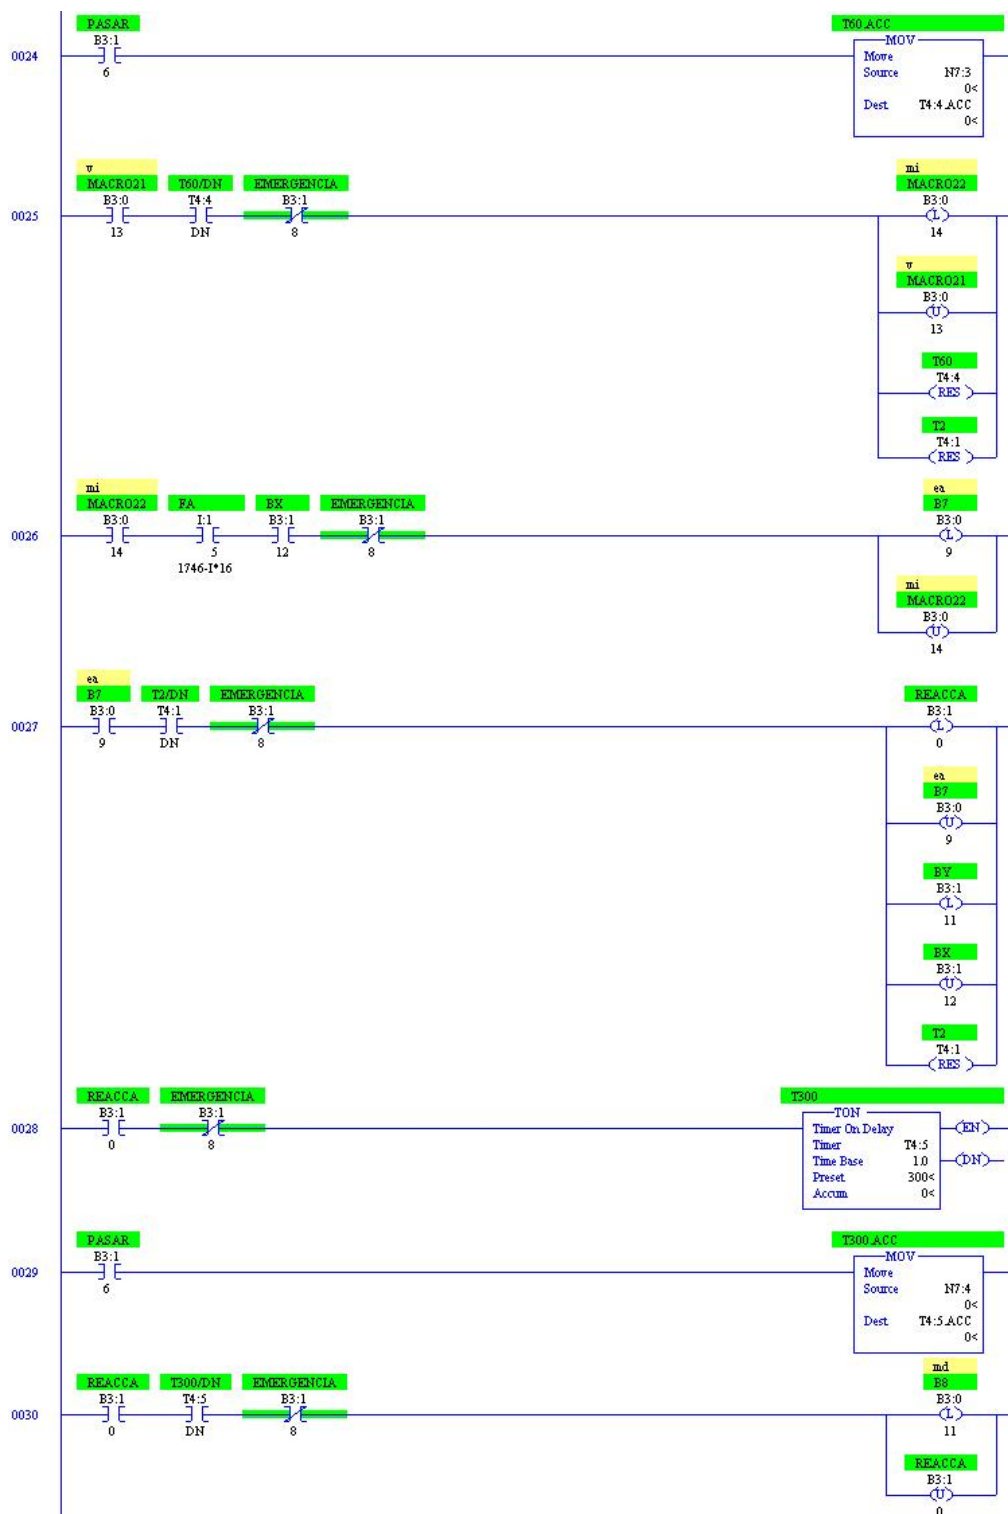 PASAR
B3:1
0024
6
T60.ACC
MOV
Move
Source N7:3
0<
Dest T4:4.ACC
0<
v
MACRO21 T60/DN EMERGENCIA
B3:0 T4:4 B3:1
0025
13 DN 8
mi
MACRO22
B3:0
L
14
v
MACRO21
B3:0
U
13
T60
T4:4
RES
T2
T4:1
RES
mi
MACRO22 FA BX EMERGENCIA
B3:0 I:1 B3:1 B3:1
0026
14 5 12 8
1746-I*16
ea
B7
B3:0
L
9
mi
MACRO22
B3:0
U
14
ea
B7 T2/DN EMERGENCIA
B3:0 T4:1 B3:1
0027
9 DN 8
REACCA
B3:1
L
0
ea
B7
B3:0
U
9
BY
B3:1
L
11
BX
B3:1
U
12
T2
T4:1
RES
REACCA EMERGENCIA
B3:1 B3:1
0028
0 8
T300
TON
Timer On Delay EN
Timer T4:5
Time Base 1.0 DN
Preset 300<
Accum 0<
PASAR
B3:1
0029
6
T300.ACC
MOV
Move
Source N7:4
0<
Dest T4:5.ACC
0<
REACCA T300/DN EMERGENCIA
B3:1 T4:5 B3:1
0030
0 DN 8
md
B8
B3:0
L
11
REACCA
B3:1
U
0